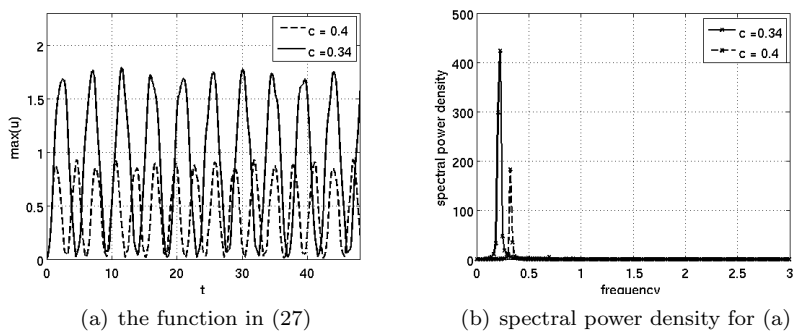 2
1.5
1
0.5
0
max(u)
0
10
20
30
40
t
c = 0.4
c =0.34
(a) the function in (27)
500
400
300
200
100
0
spectral power density
0
0.5
1
1.5
2
2.5
3
frequency
c =0.34
c = 0.4
(b) spectral power density for (a)